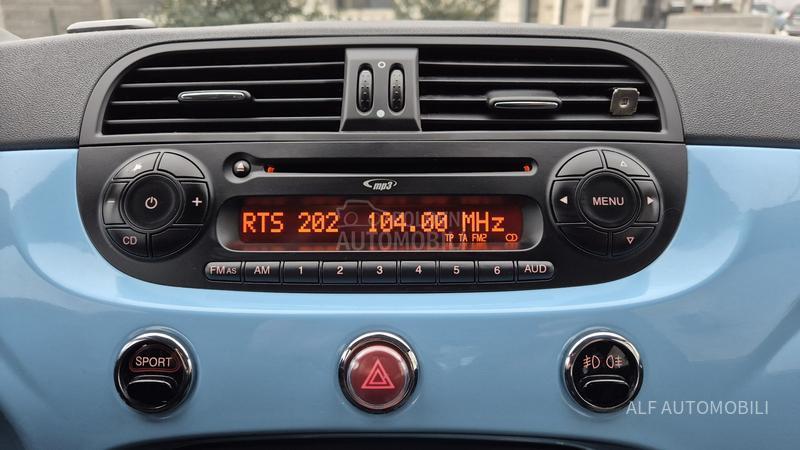 mp3
RTS 202 104.00 MHz
TP TA FM2
AUTOMOBILI
CD
MENU
FM AS AM 1 2 3 4 5 6 AUD
SPORT
ALF AUTOMOBILI